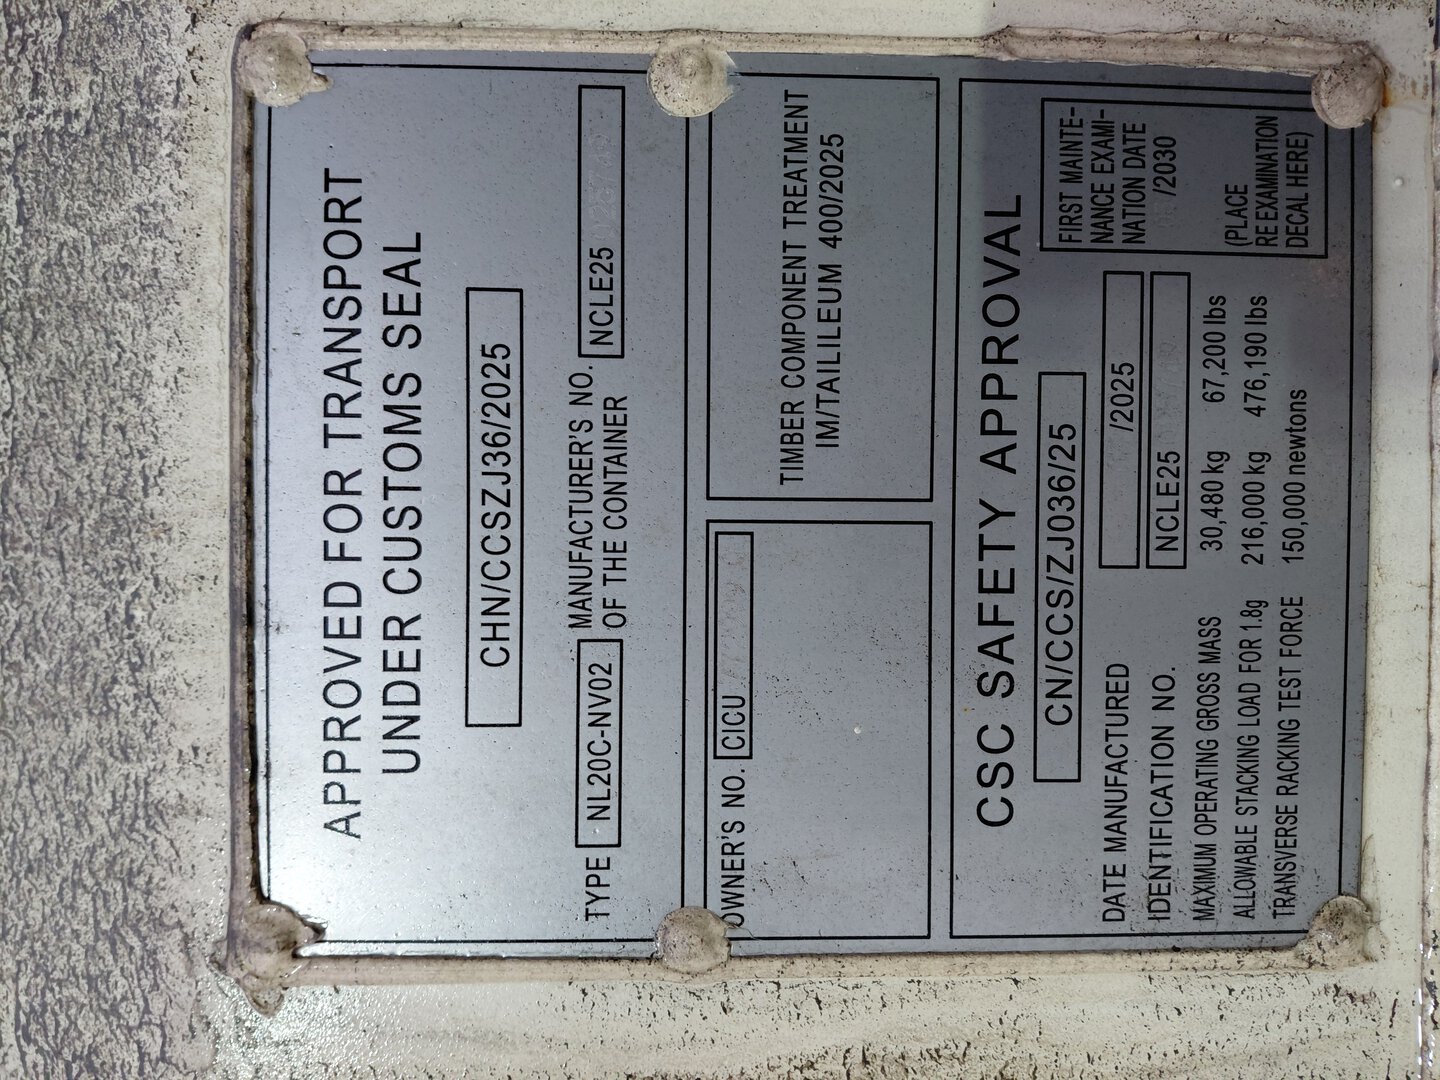 APPROVED FOR TRANSPORT
UNDER CUSTOMS SEAL
CHN/CCSZJ36/2025
TYPE NL20C-NV02 MANUFACTURER'S NO.
OF THE CONTAINER NCLE25
OWNER'S NO. CICU
TIMBER COMPONENT TREATMENT
IM/TAILILEUM 400/2025
CSC SAFETY APPROVAL
CN/CCS/ZJ036/25
DATE MANUFACTURED /2025
IDENTIFICATION NO. NCLE25
MAXIMUM OPERATING GROSS MASS 30,480 kg 67,200 lbs
ALLOWABLE STACKING LOAD FOR 1.8g 216,000 kg 476,190 lbs
TRANSVERSE RACKING TEST FORCE 150,000 newtons
FIRST MAINTE-
NANCE EXAMI-
NATION DATE
/2030
(PLACE
REEXAMINATION
DECAL HERE)